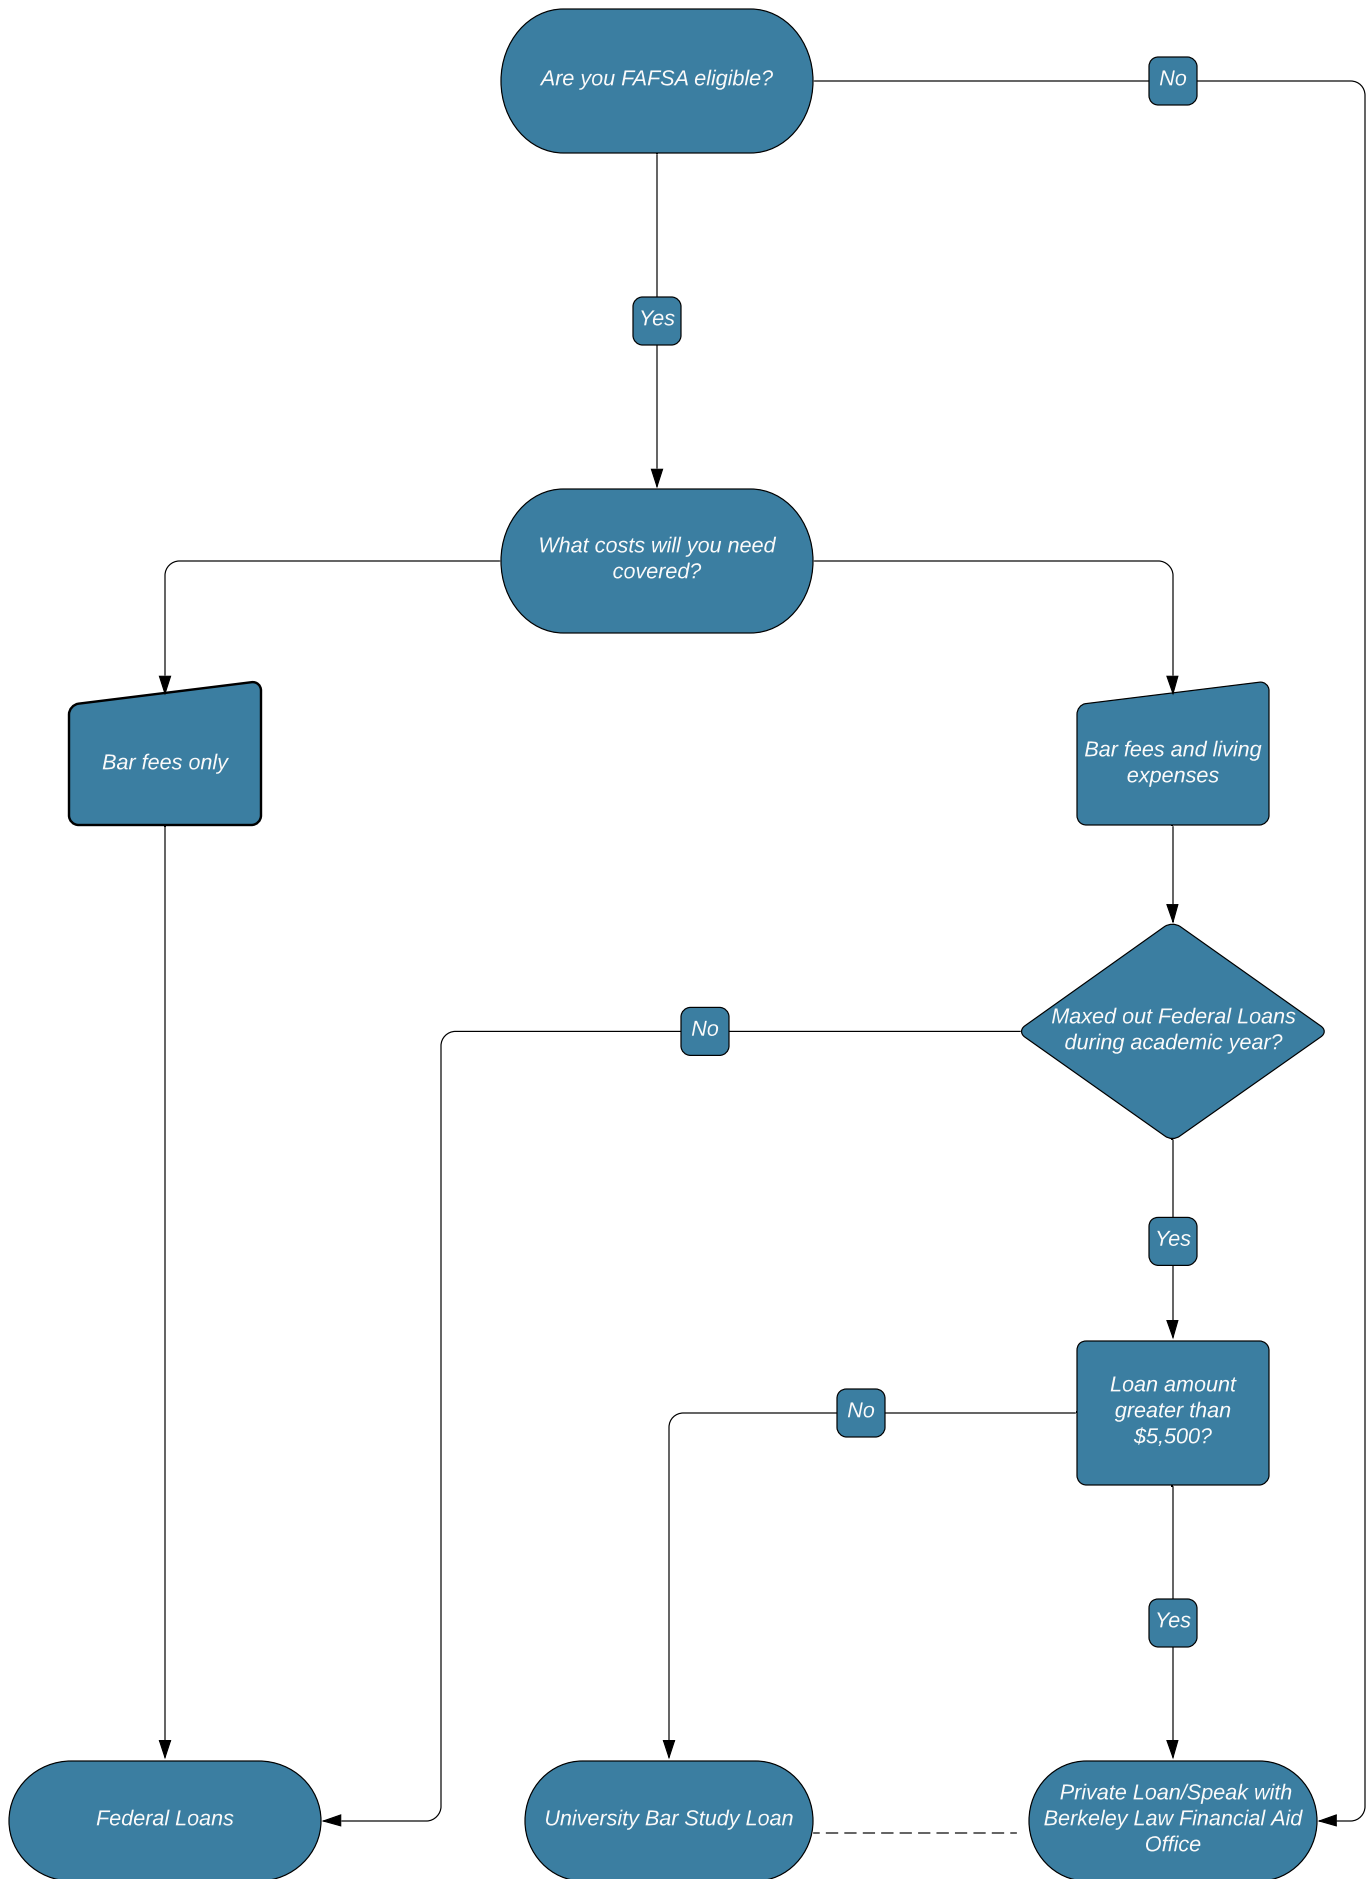 Are you FAFSA eligible?
No
Yes
What costs will you need
covered?
Bar fees only
Bar fees and living
expenses
Maxed out Federal Loans
during academic year?
No
Yes
Loan amount
greater than
$5,500?
No
Yes
Federal Loans
University Bar Study Loan
Private Loan/Speak with
Berkeley Law Financial Aid
Office